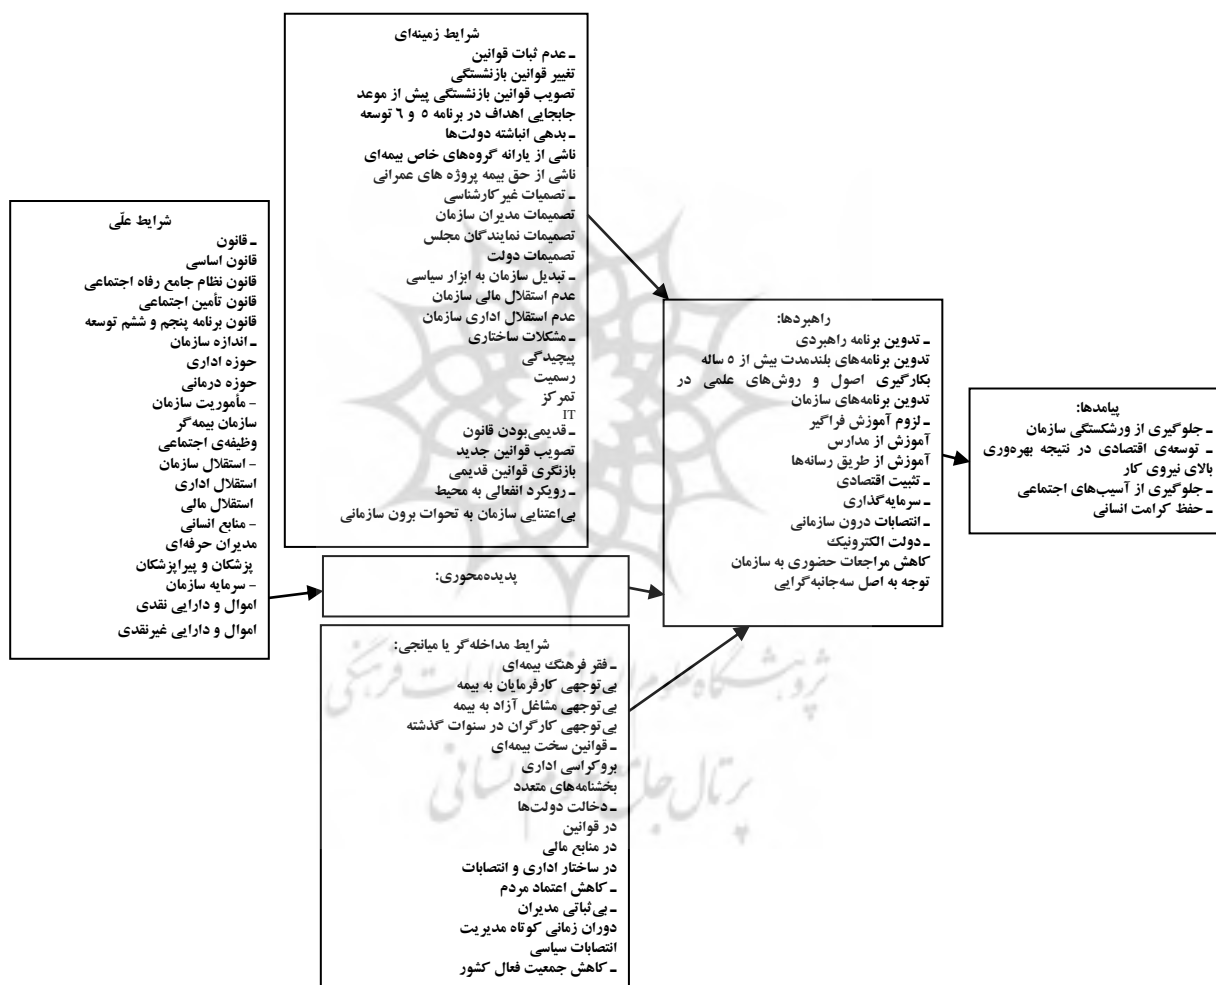 شرایط زمینه‌ای
ـ عدم ثبات قوانین
تغییر قوانین بازنشستگی
تصویب قوانین بازنشستگی پیش از موعد
جابجایی اهداف در برنامه ٥ و ٦ توسعه
ـ بدهی انباشته دولت‌ها
ناشی از یارانه گروه‌های خاص بیمه‌ای
ناشی از حق بیمه پروژه های عمرانی
ـ تصمیات غیرکارشناسی
تصمیمات مدیران سازمان
تصمیمات نمایندگان مجلس
تصمیمات دولت
ـ تبدیل سازمان به ابزار سیاسی
عدم استقلال مالی سازمان
عدم استقلال اداری سازمان
ـ مشکلات ساختاری
پیچیدگی
رسمیت
تمرکز
IT
ـ قدیمی‌بودن قانون
تصویب قوانین جدید
بازنگری قوانین قدیمی
ـ رویکرد انفعالی به محیط
بی‌اعتنایی سازمان به تحوات برون سازمانی
شرایط علّی
ـ قانون
قانون اساسی
قانون نظام جامع رفاه اجتماعی
قانون تأمین اجتماعی
قانون برنامه پنجم و ششم توسعه
ـ اندازه سازمان
حوزه اداری
حوزه درمانی
- مأموریت سازمان
سازمان بیمه‌گر
وظیفه‌ی اجتماعی
- استقلال سازمان
استقلال اداری
استقلال مالی
- منابع انسانی
مدیران حرفه‌ای
پزشکان و پیراپزشکان
- سرمایه سازمان
اموال و دارایی نقدی
اموال و دارایی غیرنقدی
پدیده‌محوری:
شرایط مداخله‌گر یا میانجی:
ـ فقر فرهنگ بیمه‌ای
بی‌توجهی کارفرمایان به بیمه
بی‌توجهی مشاغل آزاد به بیمه
بی‌توجهی کارگران در سنوات گذشته
ـ قوانین سخت بیمه‌ای
بروکراسی اداری
بخشنامه‌های متعدد
ـ دخالت دولت‌ها
در قوانین
در منابع مالی
در ساختار اداری و انتصابات
ـ کاهش اعتماد مردم
ـ بی‌ثباتی مدیران
دوران زمانی کوتاه مدیریت
انتصابات سیاسی
ـ کاهش جمعیت فعال کشور
راهبردها:
ـ تدوین برنامه راهبردی
تدوین برنامه‌های بلندمدت بیش از ٥ ساله
بکارگیری اصول و روش‌های علمی در
تدوین برنامه‌های سازمان
ـ لزوم آموزش فراگیر
آموزش از مدارس
آموزش از طریق رسانه‌ها
ـ تثبیت اقتصادی
ـ سرمایه‌گذاری
ـ انتصابات درون سازمانی
ـ دولت الکترونیک
کاهش مراجعات حضوری به سازمان
توجه به اصل سه‌جانبه‌گرایی
پیامدها:
ـ جلوگیری از ورشکستگی سازمان
ـ توسعه‌ی اقتصادی در نتیجه بهره‌وری
بالای نیروی کار
ـ جلوگیری از آسیب‌های اجتماعی
ـ حفظ کرامت انسانی
پژوهشگاه علوم انسانی و مطالعات فرهنگی
پرتال جامع علوم انسانی